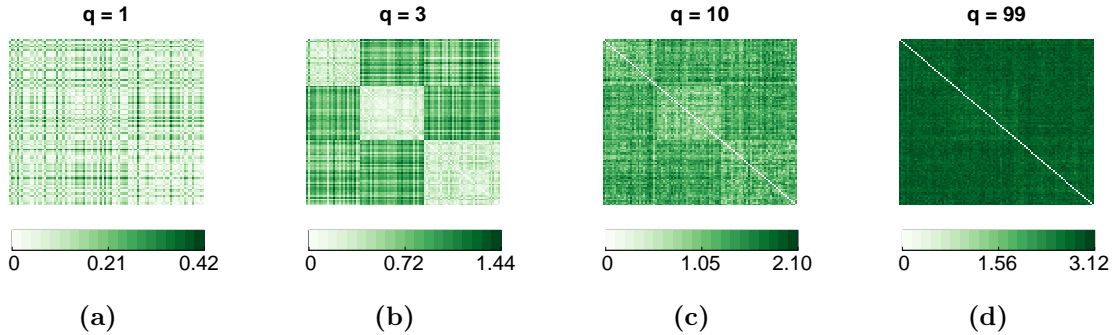 q = 1 q = 3 q = 10 q = 99
0 0.21 0.42 0 0.72 1.44 0 1.05 2.10 0 1.56 3.12
(a) (b) (c) (d)